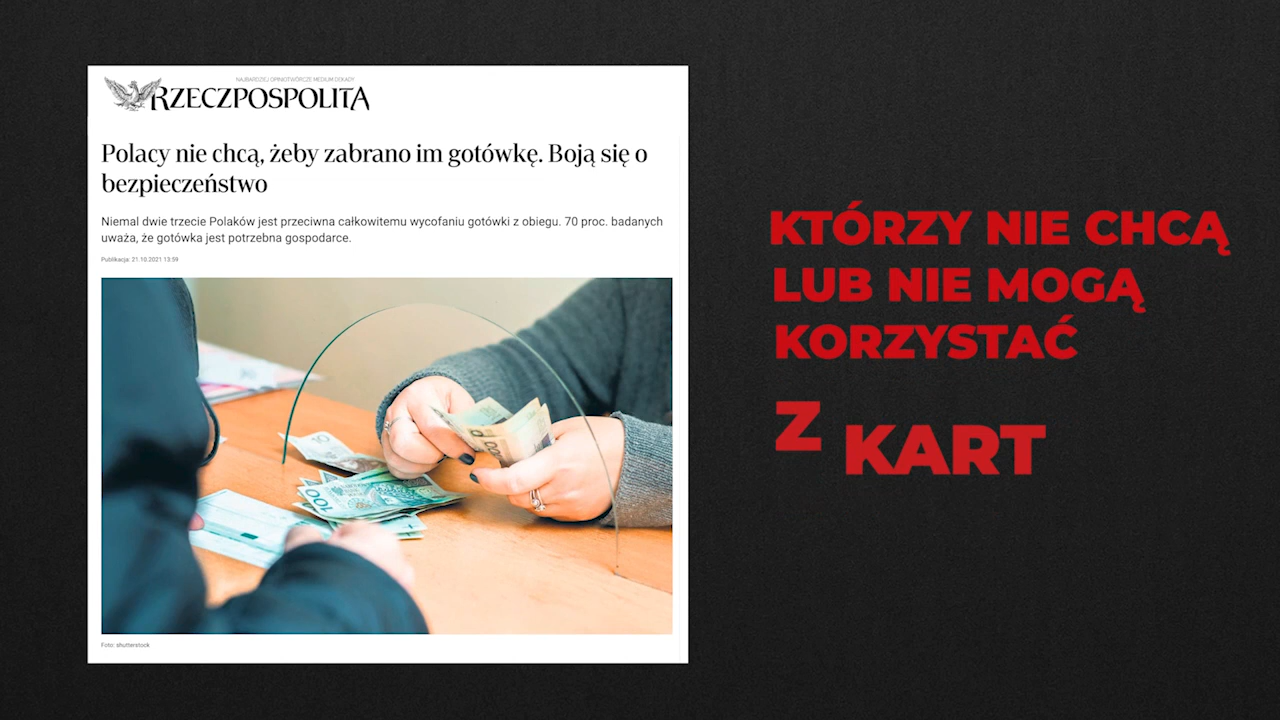 NAJBARDZIEJ OPINIOTWÓRCZE MEDIUM DEKADY
RZECZPOSPOLITA
Polacy nie chcą, żeby zabrano im gotówkę. Boją się o
bezpieczeństwo
Niemal dwie trzecie Polaków jest przeciwna całkowitemu wycofaniu gotówki z obiegu. 70 proc. badanych
uważa, że gotówka jest potrzebna gospodarce.
Publikacja: 21.10.2021 13:59
10
100
Foto: shutterstock
KTÓRZY NIE CHCĄ
LUB NIE MOGĄ
KORZYSTAĆ
Z KART